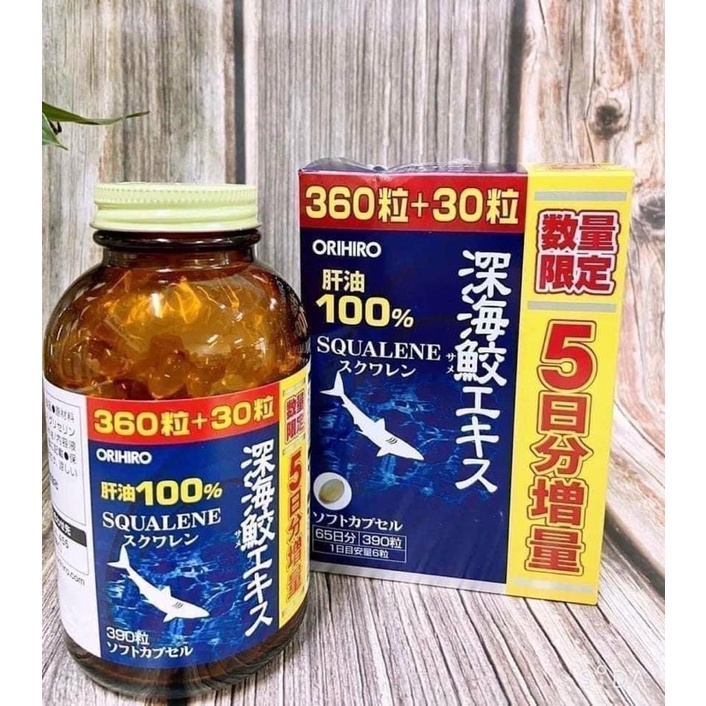 360粒+30粒
ORIHIRO
肝油
100%
SQUALENE
スクワレン
深海鮫エキス
サメ
ソフトカプセル
65日分 390粒
1日目安量6粒
数量
限定
5日分増量
360粒+30粒
ORIHIRO
肝油100%
SQUALENE
スクワレン
深海鮫エキス
サメ
390粒
ソフトカプセル
数量
限定
5日分増量